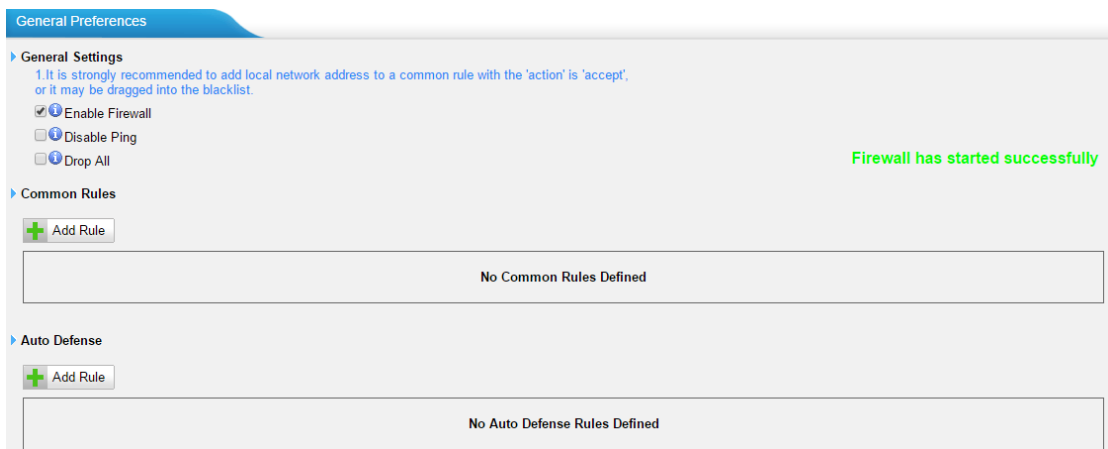 General Preferences
General Settings
1.It is strongly recommended to add local network address to a common rule with the 'action' is 'accept',
or it may be dragged into the blacklist.
Enable Firewall
Disable Ping
Drop All
Firewall has started successfully
Common Rules
Add Rule
No Common Rules Defined
Auto Defense
Add Rule
No Auto Defense Rules Defined